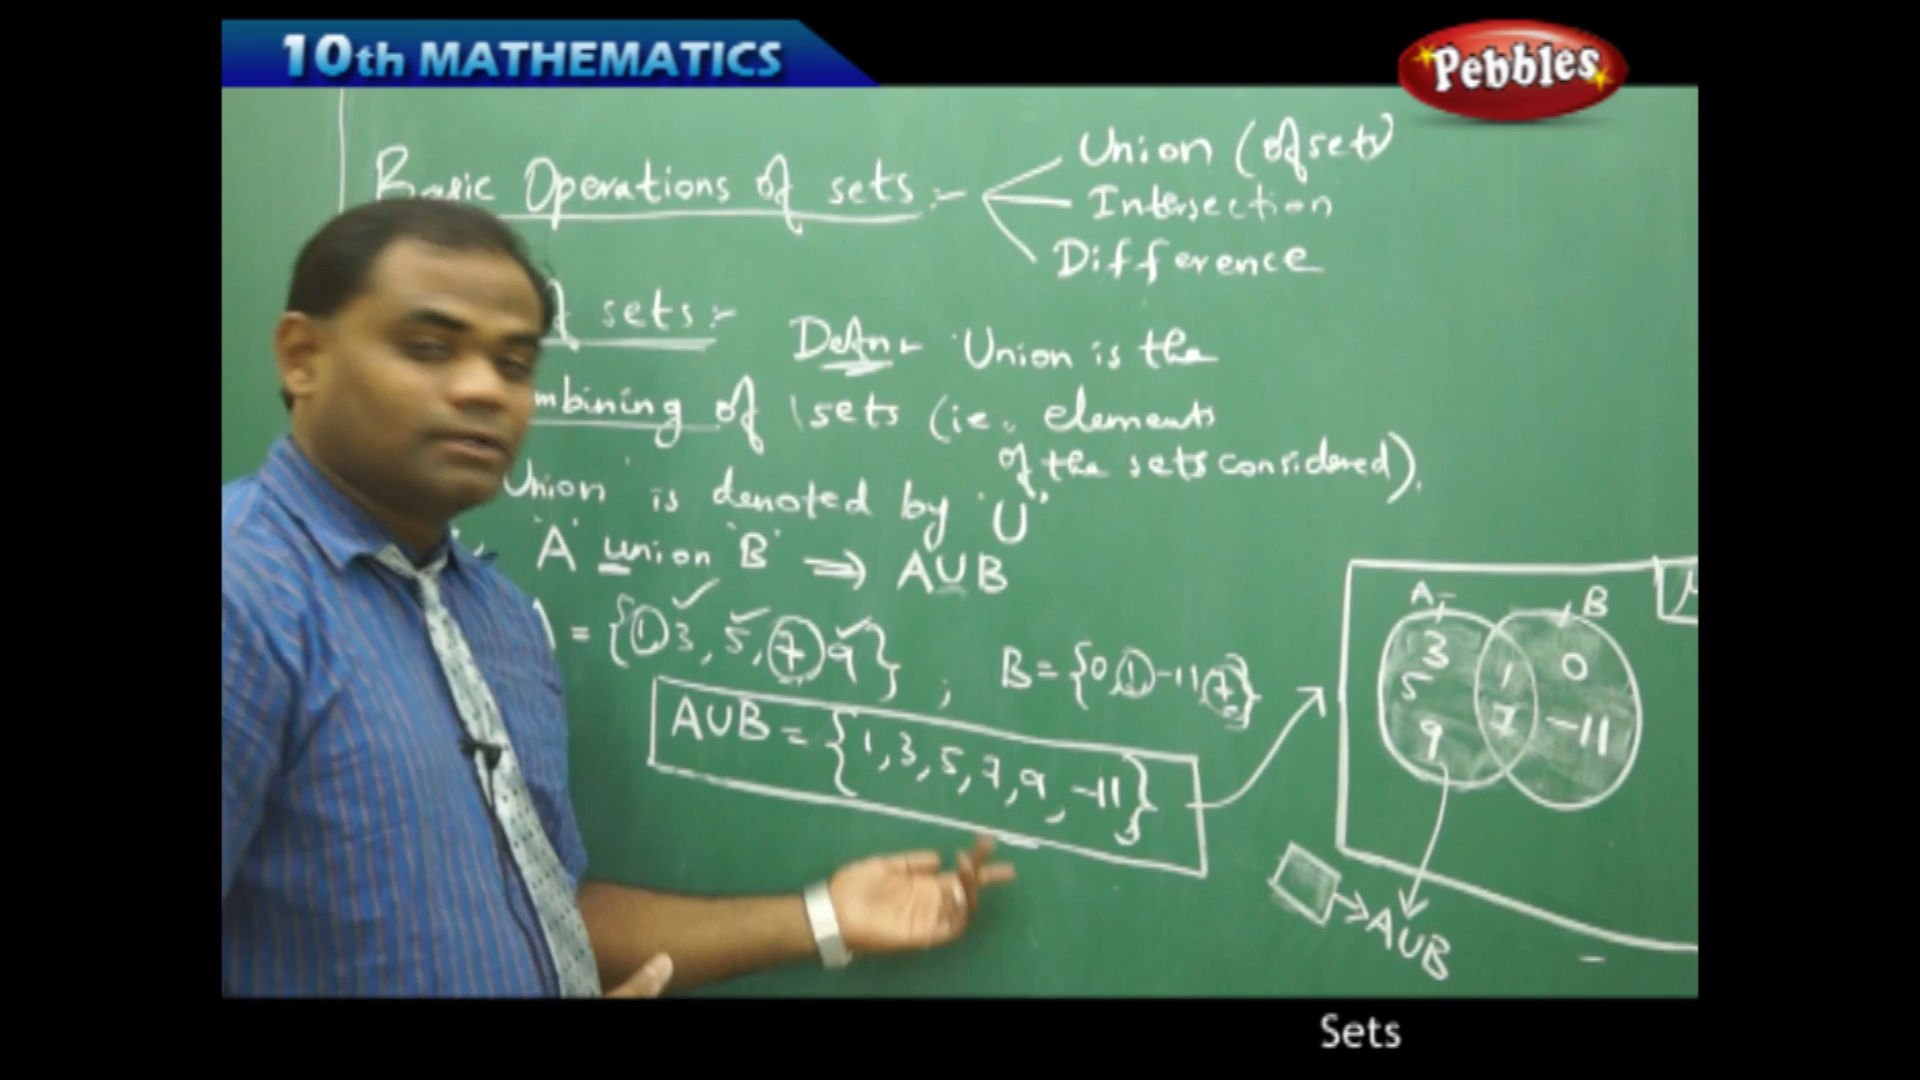 10th MATHEMATICS
Pebbles
Basic Operations of sets :-
Union (of sets)
Intersection
Difference
of sets :-
Defn :- Union is the
mbining of sets (ie., elements
of the sets considered).
Union is denoted by 'U'
'A' union 'B' ⇒ AUB
= {1, 3, 5, 7, 9} ; B = {0, 1, -11, 7}
AUB = {1, 3, 5, 7, 9, -11}
A B μ
3 1 0
5 7 -11
9
AUB
Sets